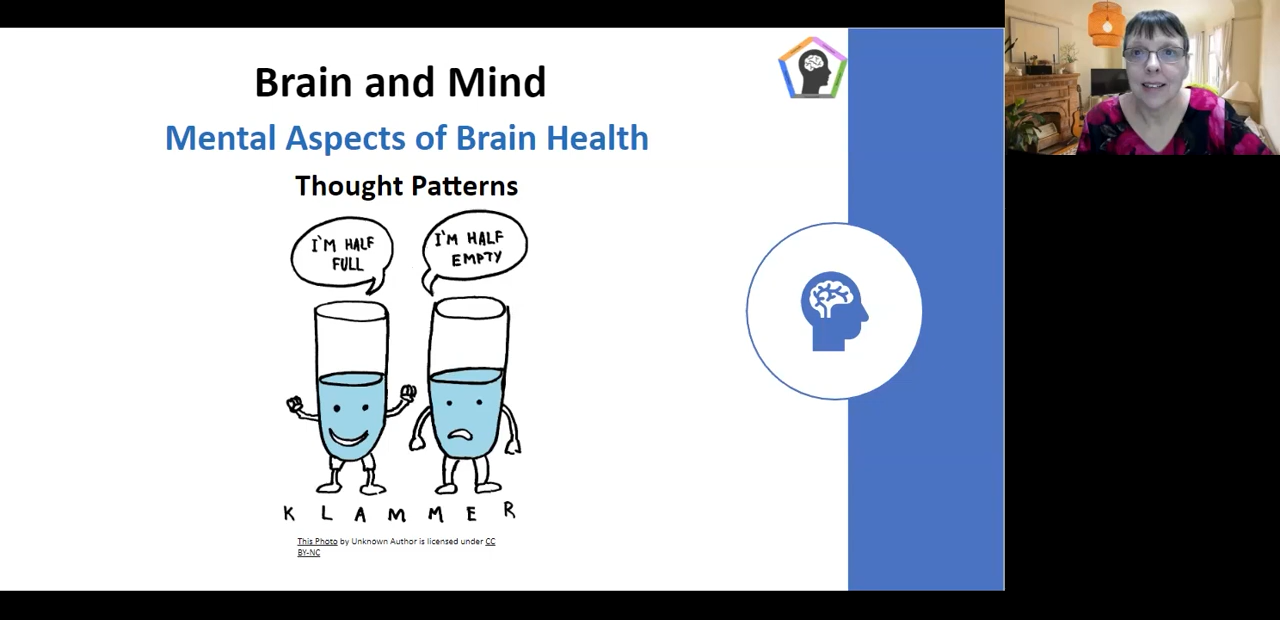 Brain and Mind
Mental Aspects of Brain Health
Thought Patterns
I'M HALF
FULL
I'M HALF
EMPTY
KLAMMER
This Photo by Unknown Author is licensed under CC
BY-NC